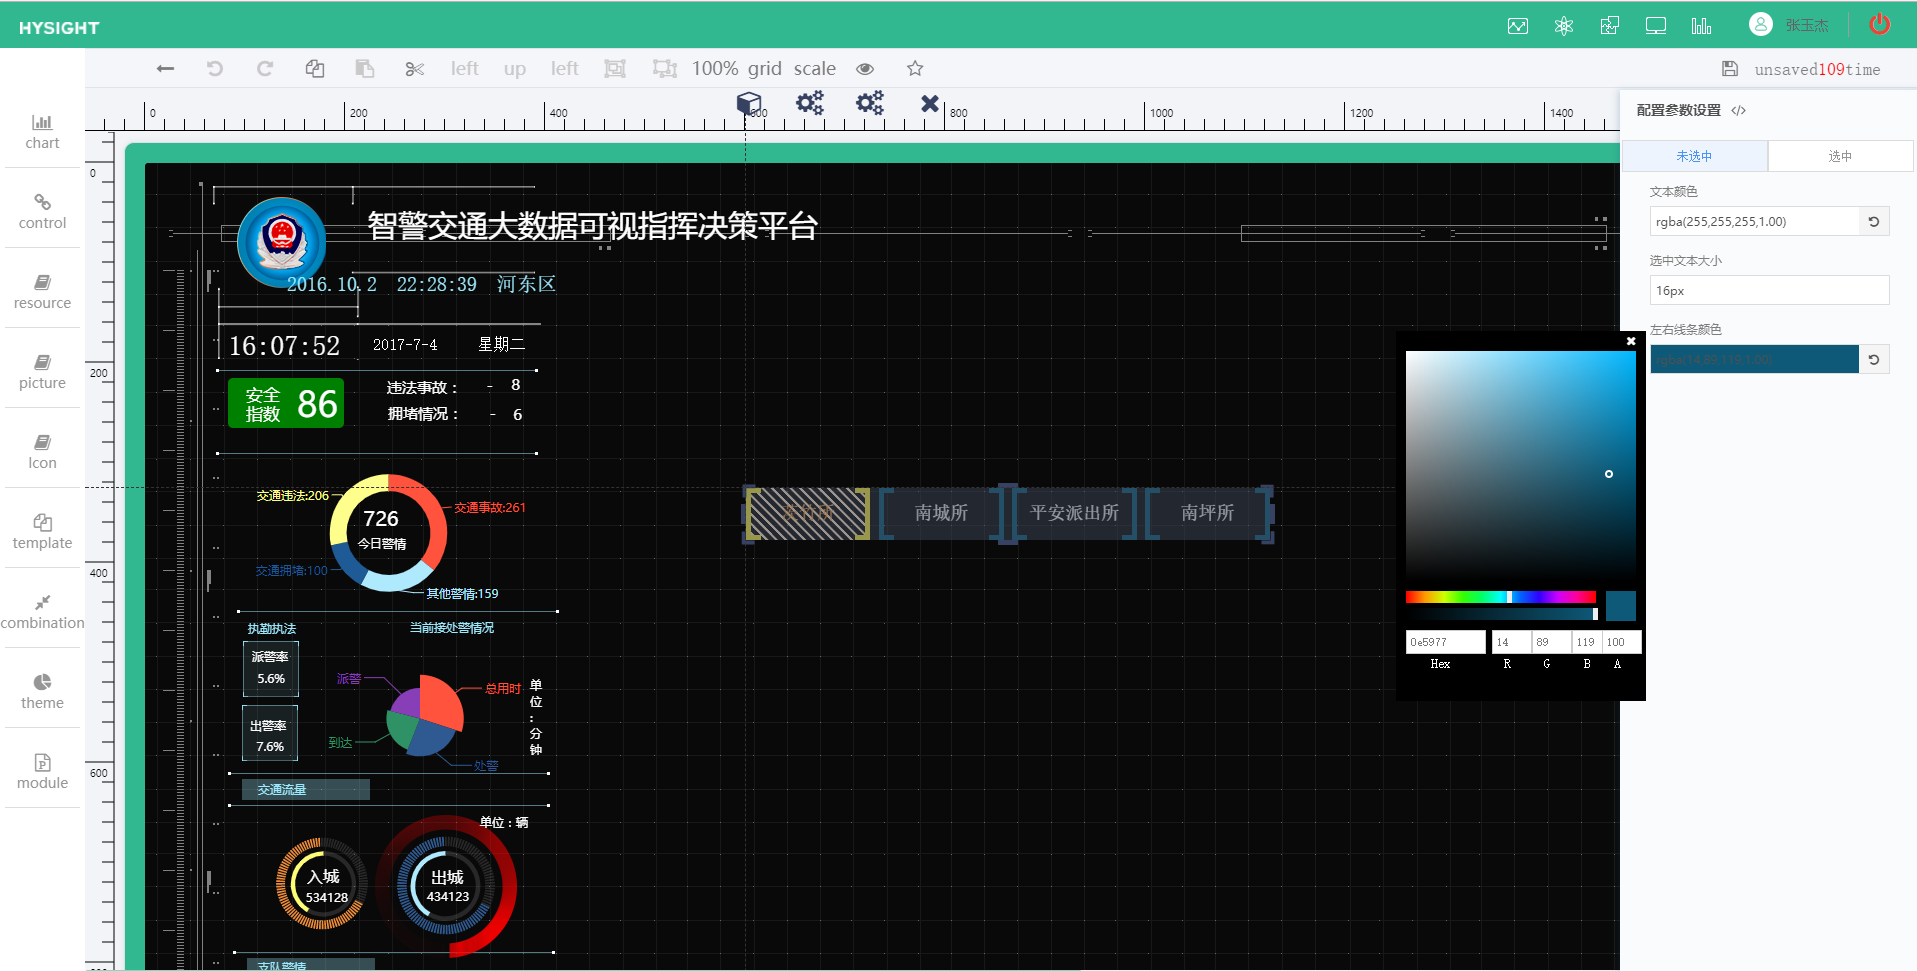 HYSIGHT
张玉杰
left up left 100% grid scale
unsaved109time
0 200 400 600 800 1000 1200 1400
chart
control
resource
picture
Icon
template
combination
theme
module
0
200
400
600
智警交通大数据可视指挥决策平台
2016.10.2 22:28:39 河东区
16:07:52 2017-7-4 星期二
安全
指数
86
违法事故： - 8
拥堵情况： - 6
交通违法:206
交通事故:261
726
今日警情
交通拥堵:100
其他警情:159
执勤执法
当前接处警情况
派警率
5.6%
出警率
7.6%
派警
总用时
到达
处警
单位：分钟
交通流量
单位：辆
入城
534128
出城
434123
支队警情
茨竹所 南城所 平安派出所 南坪所
配置参数设置 </>
未选中 选中
文本颜色
rgba(255,255,255,1.00)
选中文本大小
16px
左右线条颜色
0e5977 14 89 119 100
Hex R G B A